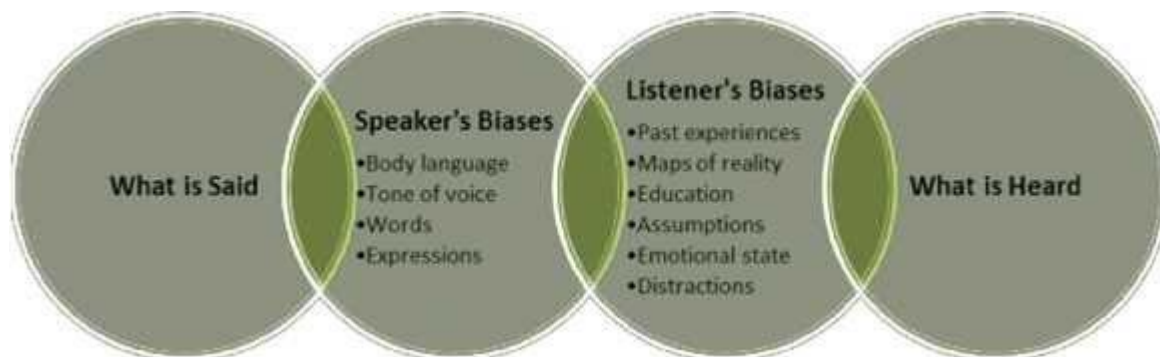 What is Said
Speaker's Biases
•Body language
•Tone of voice
•Words
•Expressions
Listener's Biases
•Past experiences
•Maps of reality
•Education
•Assumptions
•Emotional state
•Distractions
What is Heard